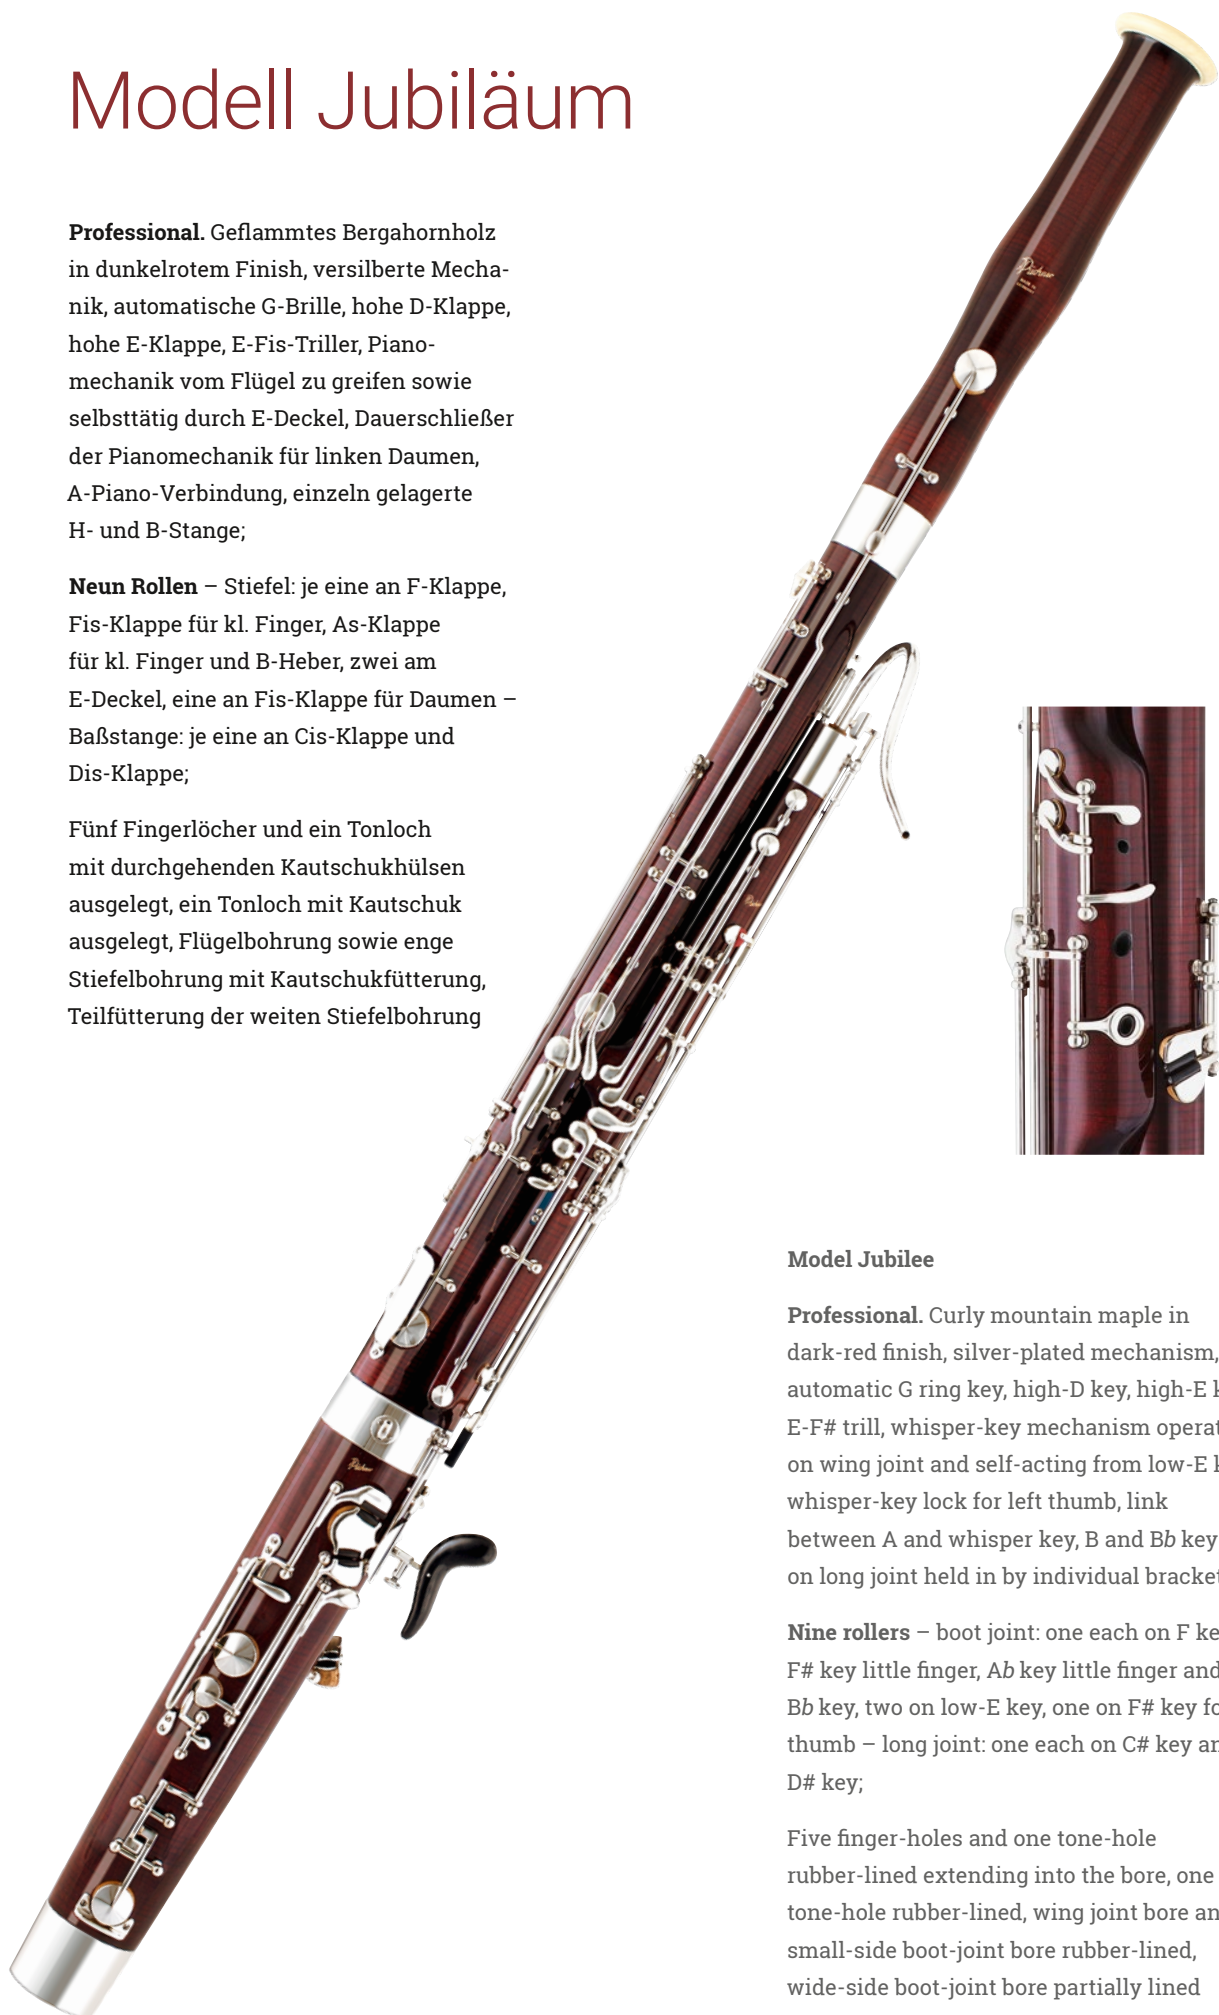 Modell Jubiläum
Professional. Geflammtes Bergahornholz
in dunkelrotem Finish, versilberte Mecha-
nik, automatische G-Brille, hohe D-Klappe,
hohe E-Klappe, E-Fis-Triller, Piano-
mechanik vom Flügel zu greifen sowie
selbsttätig durch E-Deckel, Dauerschließer
der Pianomechanik für linken Daumen,
A-Piano-Verbindung, einzeln gelagerte
H- und B-Stange;
Neun Rollen – Stiefel: je eine an F-Klappe,
Fis-Klappe für kl. Finger, As-Klappe
für kl. Finger und B-Heber, zwei am
E-Deckel, eine an Fis-Klappe für Daumen –
Baßstange: je eine an Cis-Klappe und
Dis-Klappe;
Fünf Fingerlöcher und ein Tonloch
mit durchgehenden Kautschukhülsen
ausgelegt, ein Tonloch mit Kautschuk
ausgelegt, Flügelbohrung sowie enge
Stiefelbohrung mit Kautschukfütterung,
Teilfütterung der weiten Stiefelbohrung
Püchner
Model Jubilee
Professional. Curly mountain maple in
dark-red finish, silver-plated mechanism,
automatic G ring key, high-D key, high-E k
E-F# trill, whisper-key mechanism operat
on wing joint and self-acting from low-E k
whisper-key lock for left thumb, link
between A and whisper key, B and Bb key
on long joint held in by individual bracket
Nine rollers – boot joint: one each on F ke
F# key little finger, Ab key little finger and
Bb key, two on low-E key, one on F# key fo
thumb – long joint: one each on C# key an
D# key;
Five finger-holes and one tone-hole
rubber-lined extending into the bore, one
tone-hole rubber-lined, wing joint bore an
small-side boot-joint bore rubber-lined,
wide-side boot-joint bore partially lined